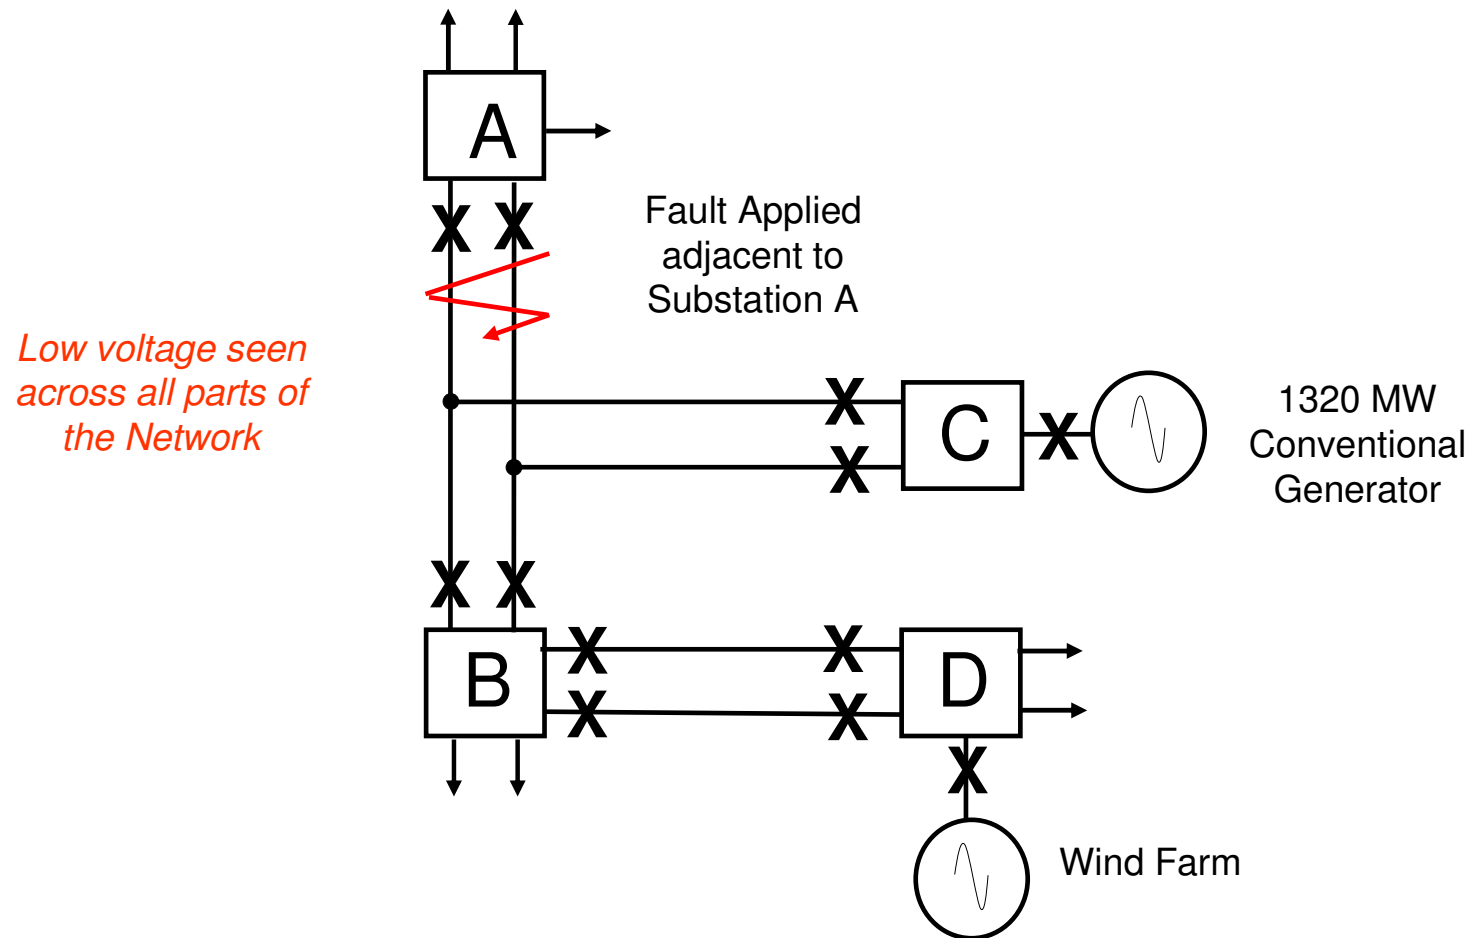 A
Fault Applied
adjacent to
Substation A
Low voltage seen
across all parts of
the Network
X X
X
X
X
C
1320 MW
Conventional
Generator
X X
B
X
X
X
X
D
X
Wind Farm